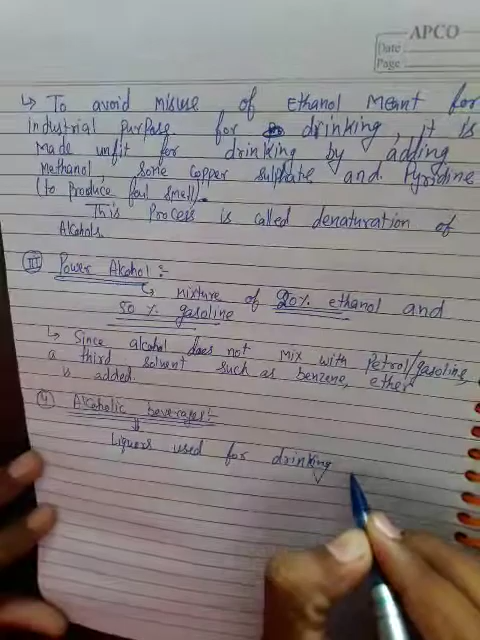 APCO
Date
Page
↳ To avoid misuse of Ethanol Meant for
Industrial Purpose for drinking, it is
Made unfit for drinking by adding
Methanol, some Copper sulphate and Pyridine
(to produce foul smell).
This Process is called denaturation of
Alcohols.
III Power Alcohol :-
↳ Mixture of 20% ethanol and
80 % gasoline
↳ Since alcohol does not mix with Petrol/gasoline,
a third solvent such as benzene, ether
is added.
4 Alcoholic beverages:-
Liquors used for drinking